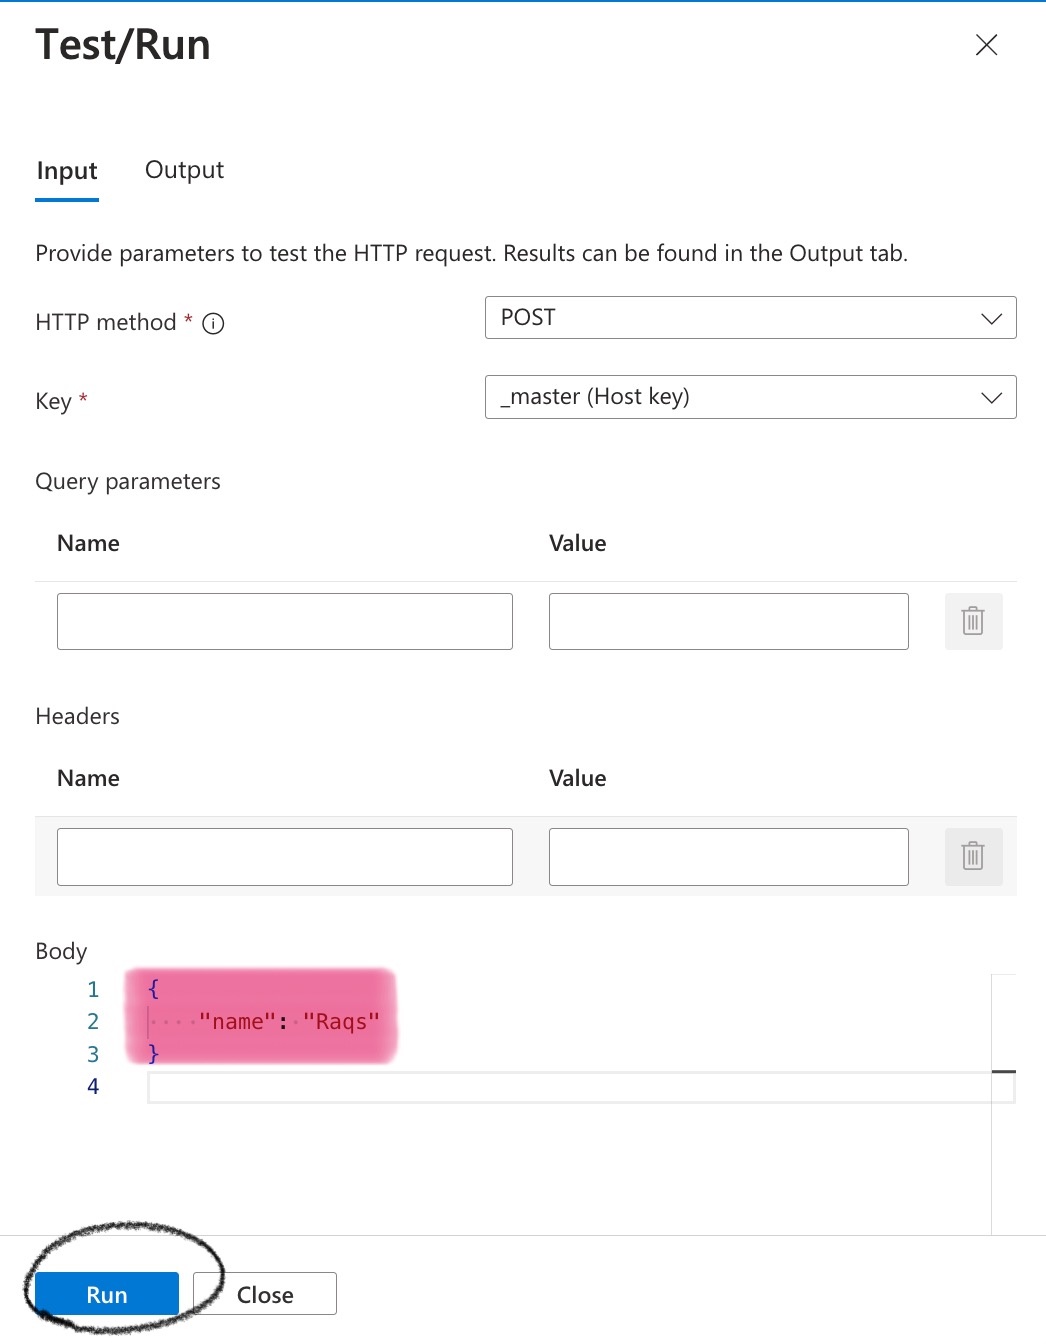 Test/Run
Input Output
Provide parameters to test the HTTP request. Results can be found in the Output tab.
HTTP method *
POST
Key *
_master (Host key)
Query parameters
Name Value
Headers
Name Value
Body
1 {
2 ····"name":·"Raqs"
3 }
4
Run Close